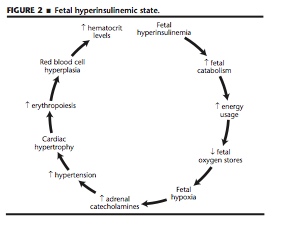 FIGURE 2 ■ Fetal hyperinsulinemic state.
Fetal
hyperinsulinemia
↑ fetal
catabolism
↑ energy
usage
↓ fetal
oxygen stores
Fetal
hypoxia
↑ adrenal
catecholamines
↑ hypertension
Cardiac
hypertrophy
↑ erythropoiesis
Red blood cell
hyperplasia
↑ hematocrit
levels